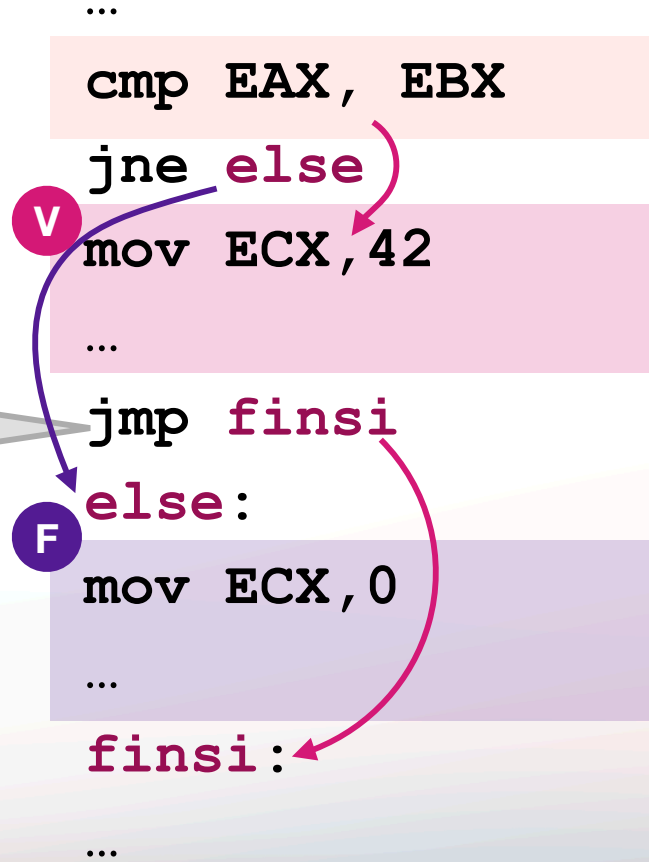 …
cmp EAX, EBX
jne else
V
mov ECX,42
…
jmp finsi
else:
F
mov ECX,0
…
finsi:
…